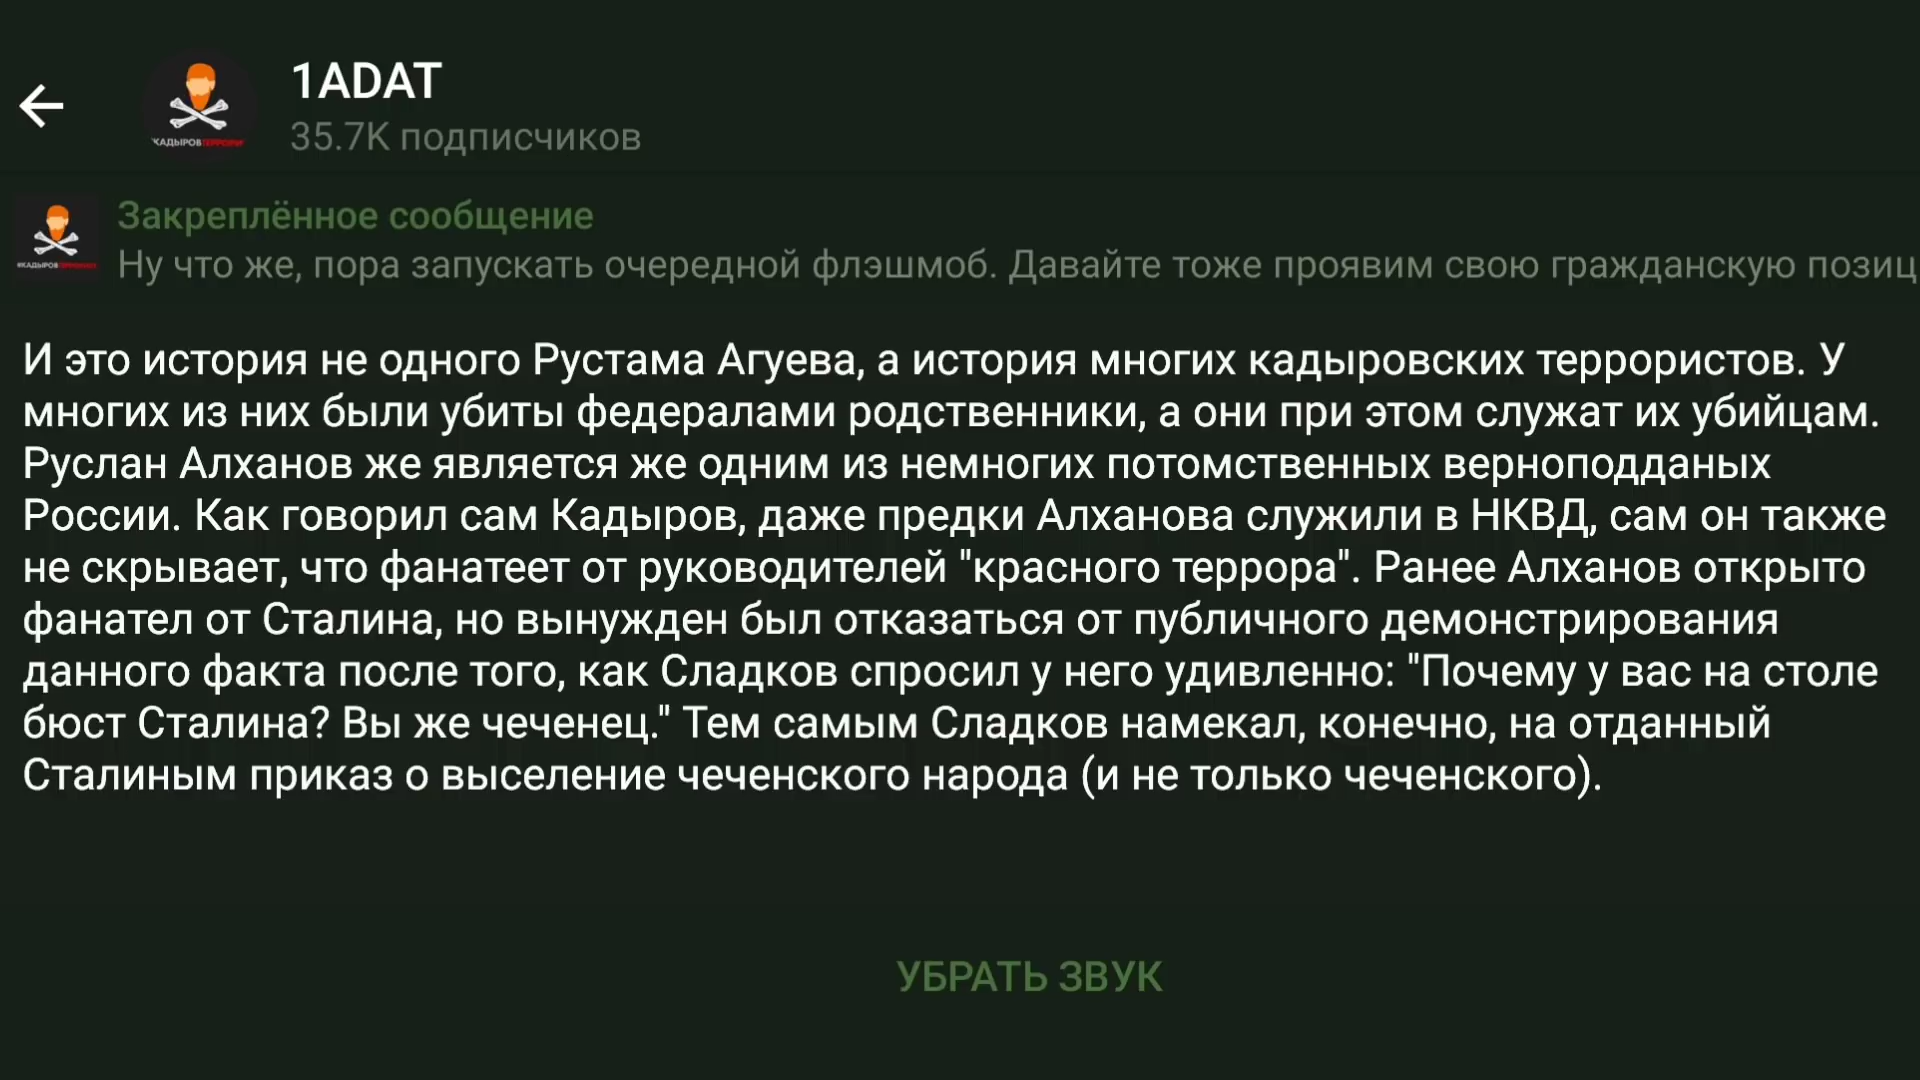 1ADAT
35.7K подписчиков
Закреплённое сообщение
Ну что же, пора запускать очередной флэшмоб. Давайте тоже проявим свою гражданскую позиц
И это история не одного Рустама Агуева, а история многих кадыровских террористов. У
многих из них были убиты федералами родственники, а они при этом служат их убийцам.
Руслан Алханов же является же одним из немногих потомственных верноподданых
России. Как говорил сам Кадыров, даже предки Алханова служили в НКВД, сам он также
не скрывает, что фанатеет от руководителей "красного террора". Ранее Алханов открыто
фанател от Сталина, но вынужден был отказаться от публичного демонстрирования
данного факта после того, как Сладков спросил у него удивленно: "Почему у вас на столе
бюст Сталина? Вы же чеченец." Тем самым Сладков намекал, конечно, на отданный
Сталиным приказ о выселение чеченского народа (и не только чеченского).
УБРАТЬ ЗВУК